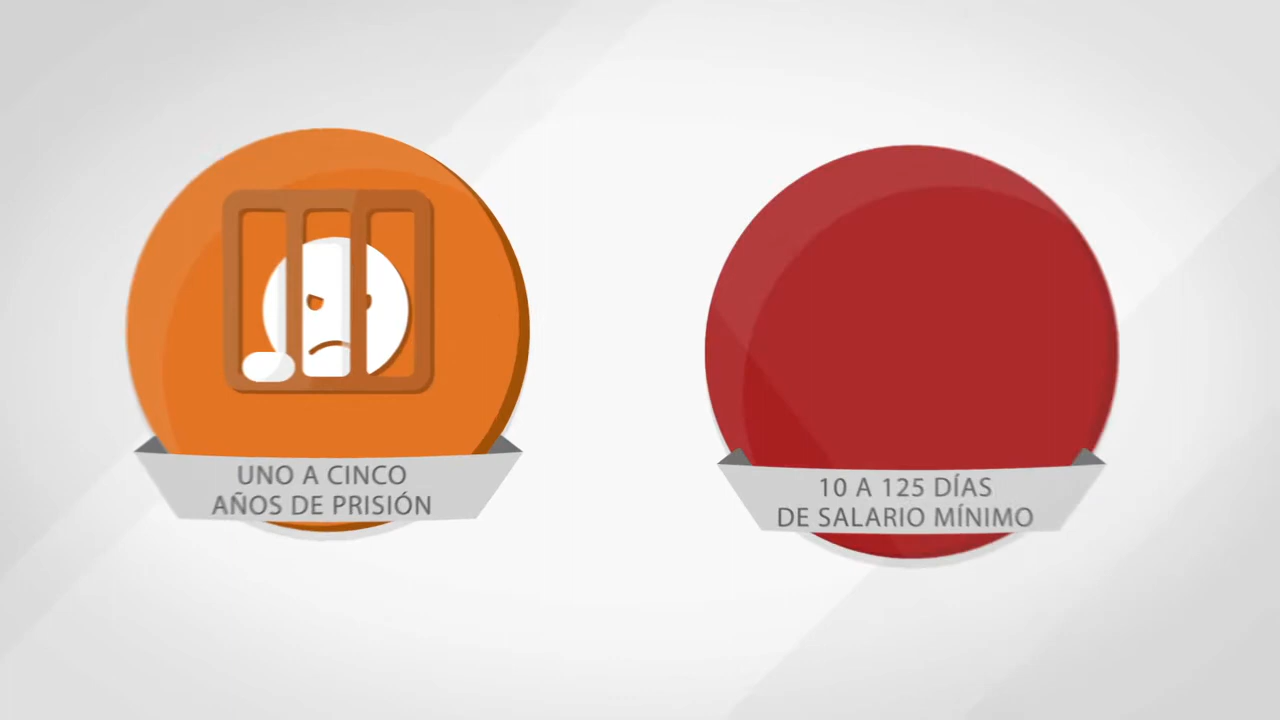 UNO A CINCO
AÑOS DE PRISIÓN
10 A 125 DÍAS
DE SALARIO MÍNIMO